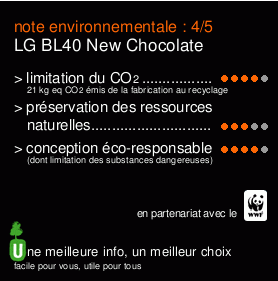 note environnementale : 4/5
LG BL40 New Chocolate
> limitation du CO2 .................
21 kg eq CO2 émis de la fabrication au recyclage
> préservation des ressources
naturelles.............................
> conception éco-responsable
(dont limitation des substances dangereuses)
en partenariat avec le WWF
Une meilleure info, un meilleur choix
facile pour vous, utile pour tous